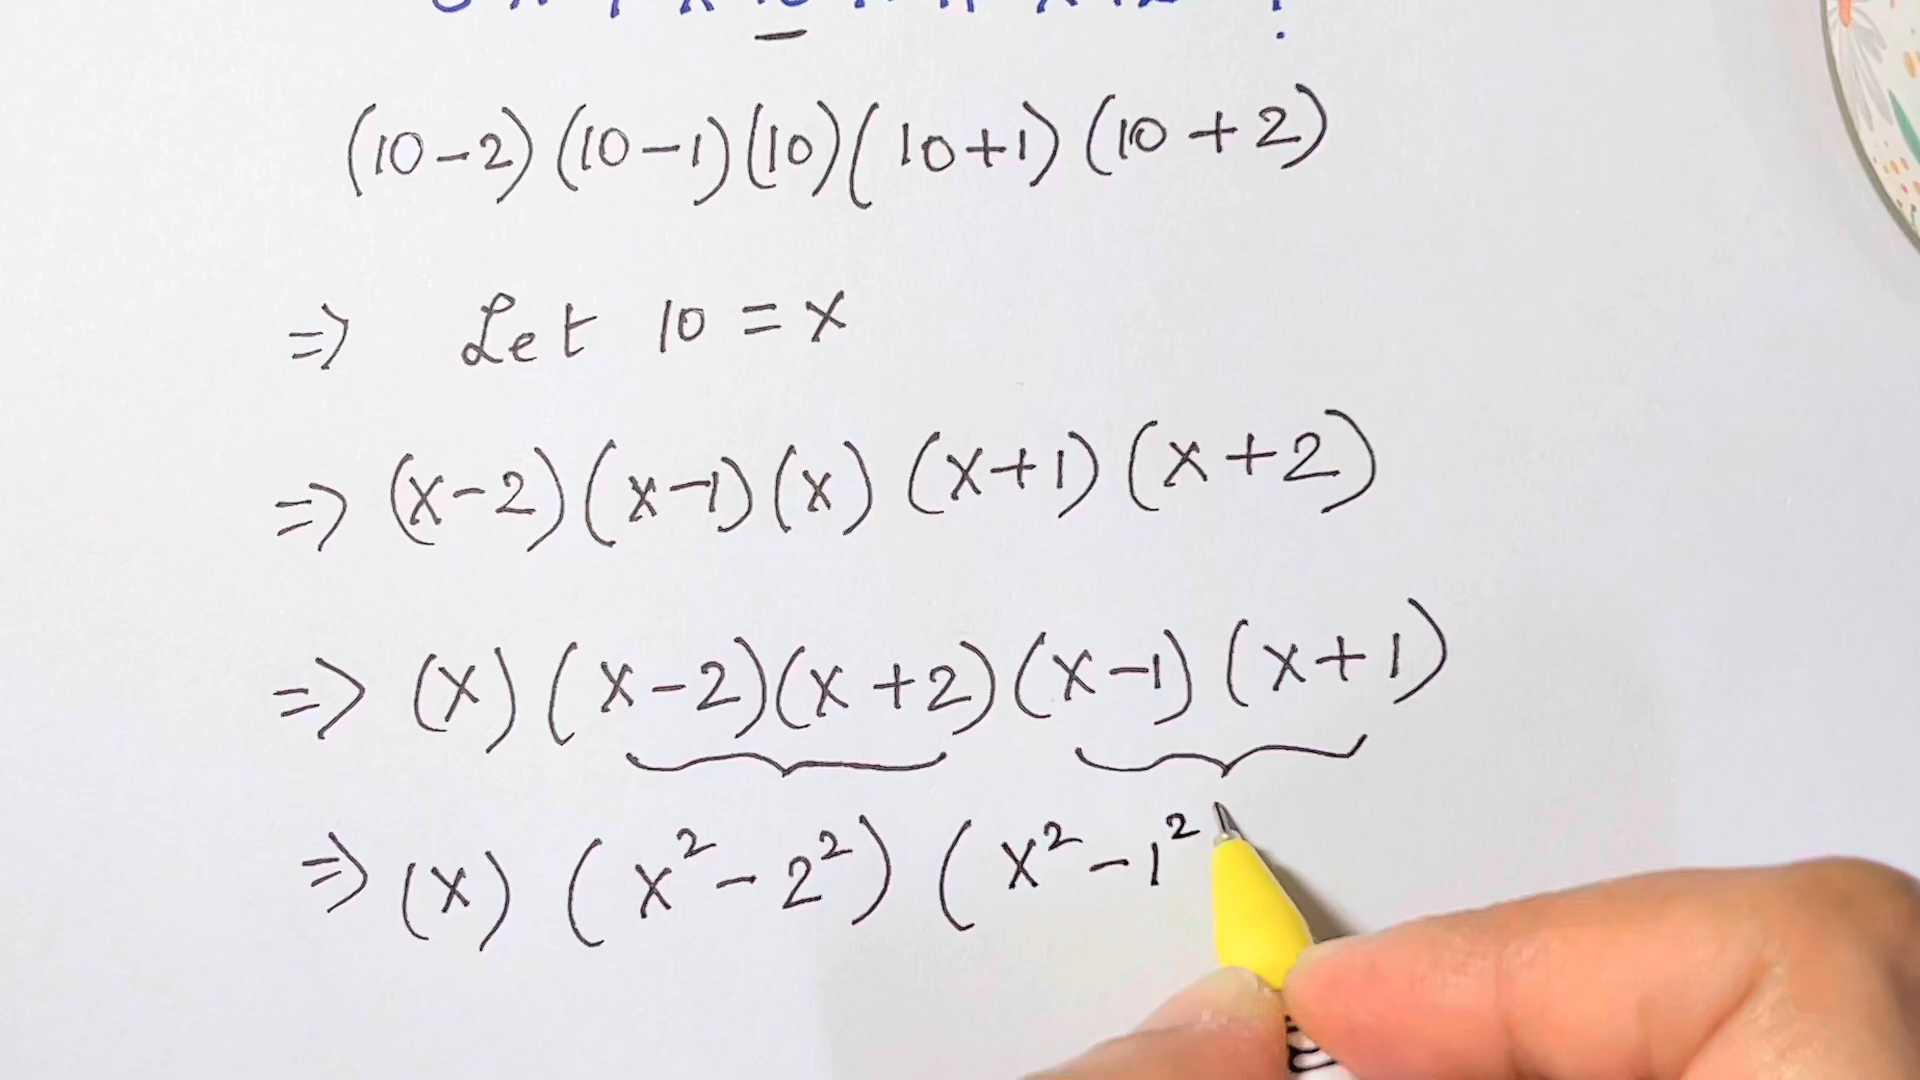 (10-2)(10-1)(10)(10+1)(10+2)
=> Let 10 = x
=> (x-2)(x-1)(x)(x+1)(x+2)
=> (x)(x-2)(x+2)(x-1)(x+1)
=> (x)(x²-2²)(x²-1²